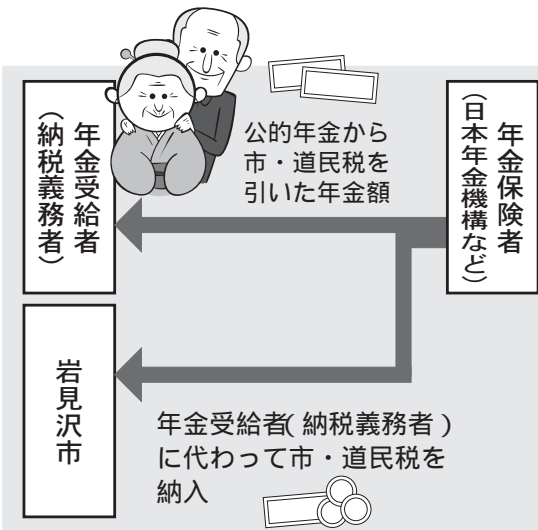 年金受給者
（納税義務者）
公的年金から
市・道民税を
引いた年金額
年金保険者
（日本年金機構など）
岩見沢市
年金受給者（納税義務者）
に代わって市・道民税を
納入